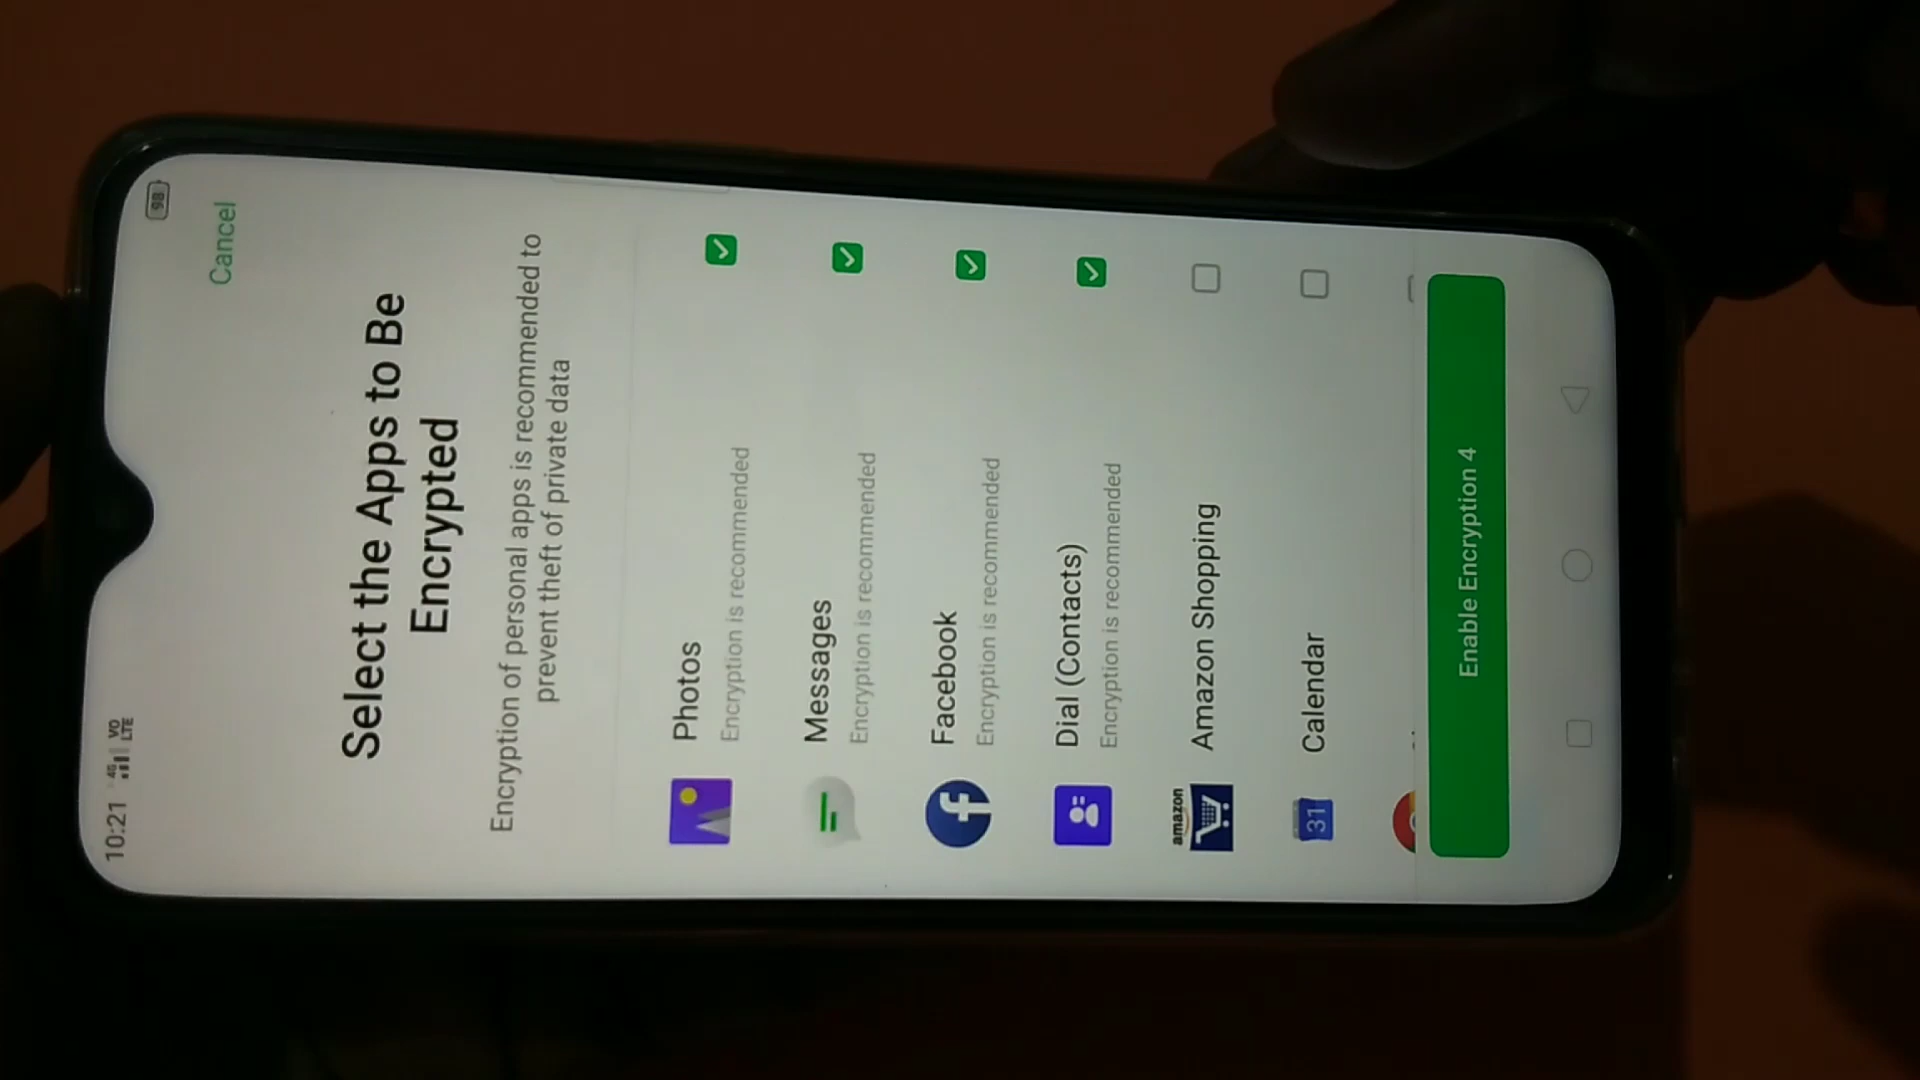 10:21 4G VO LTE 98
Cancel
Select the Apps to Be
Encrypted
Encryption of personal apps is recommended to
prevent theft of private data
Photos
Encryption is recommended
Messages
Encryption is recommended
Facebook
Encryption is recommended
Dial (Contacts)
Encryption is recommended
amazon
Amazon Shopping
31
Calendar
Enable Encryption 4